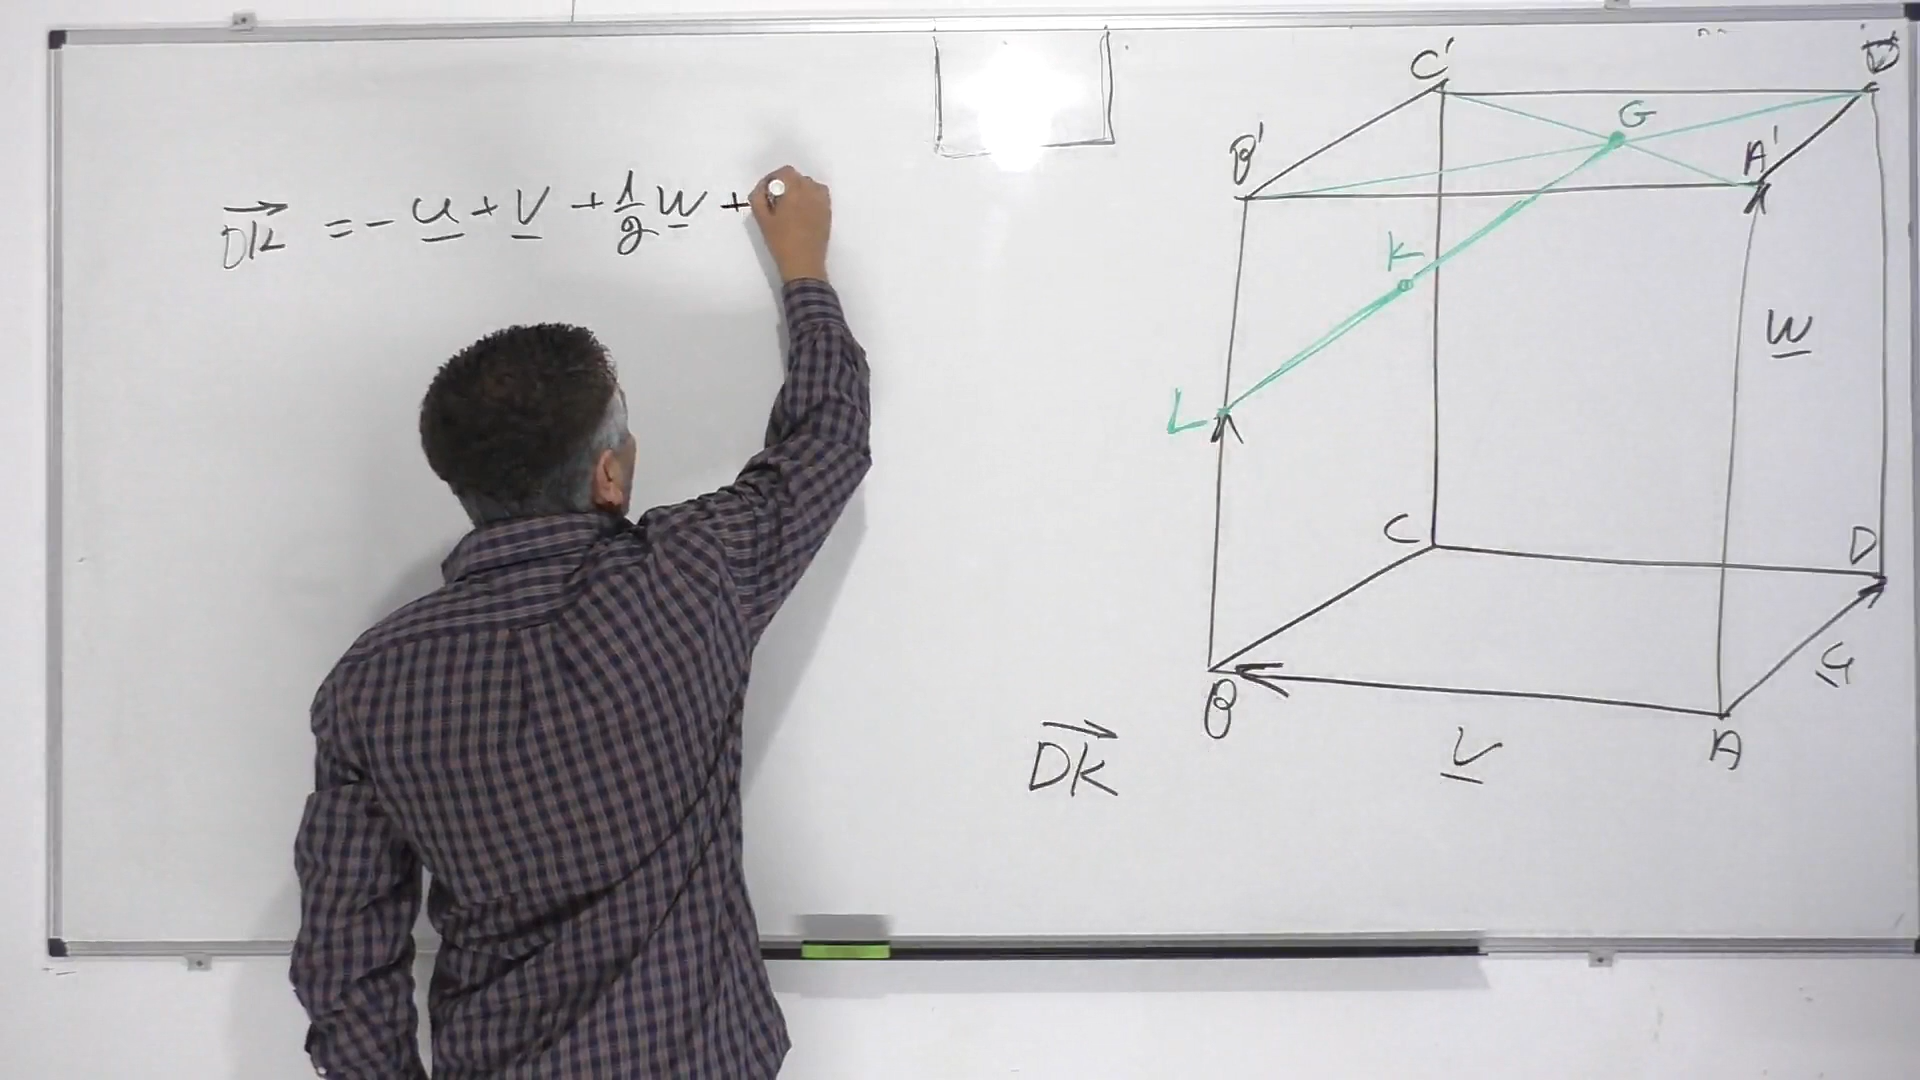 DK = - u + v + 1/2 w +
C'
G
B'
A'
K
w
L
C
D
u
B
v
A
DK